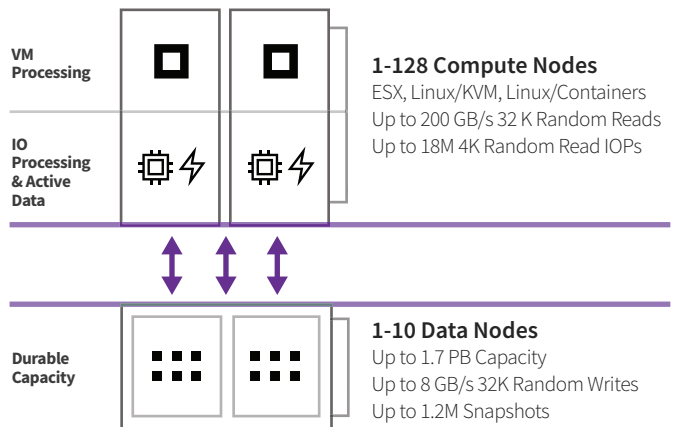 VM
Processing
1-128 Compute Nodes
ESX, Linux/KVM, Linux/Containers
Up to 200 GB/s 32 K Random Reads
Up to 18M 4K Random Read IOPs
IO
Processing
& Active
Data
1-10 Data Nodes
Up to 1.7 PB Capacity
Up to 8 GB/s 32K Random Writes
Up to 1.2M Snapshots
Durable
Capacity